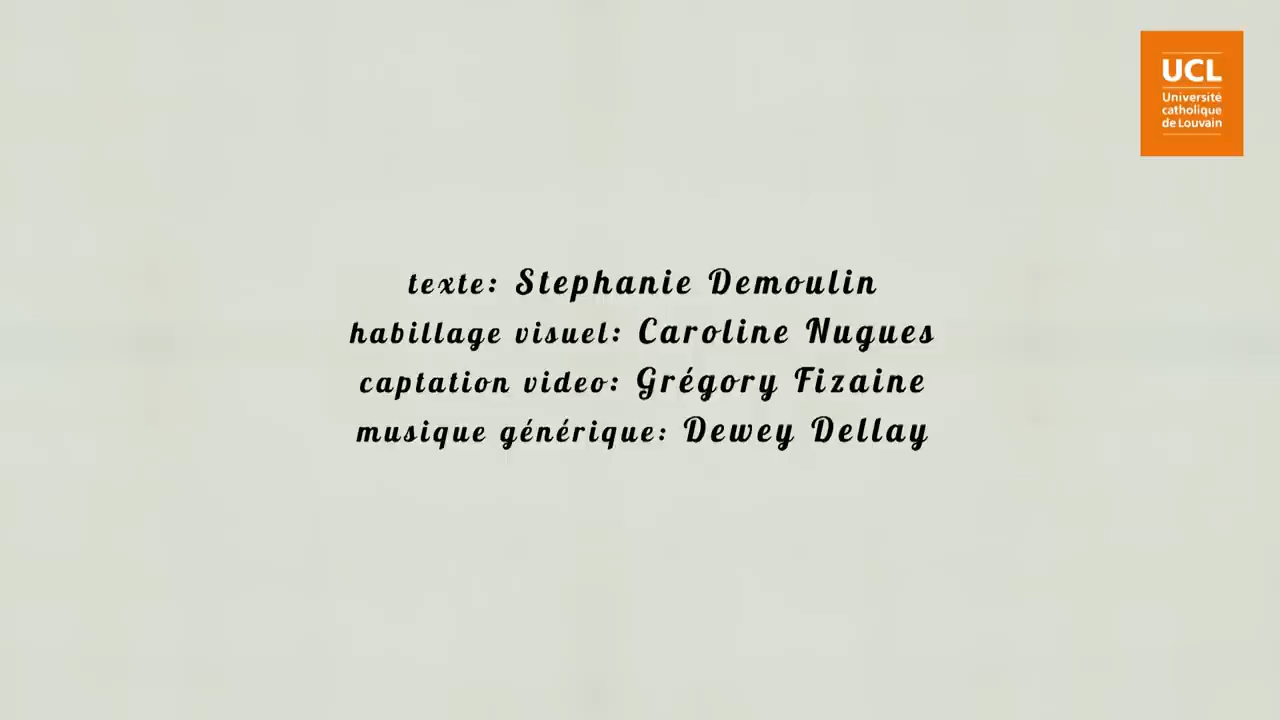 UCL
Université
catholique
de Louvain
texte: Stephanie Demoulin
habillage visuel: Caroline Nugues
captation video: Grégory Fizaine
musique générique: Dewey Dellay